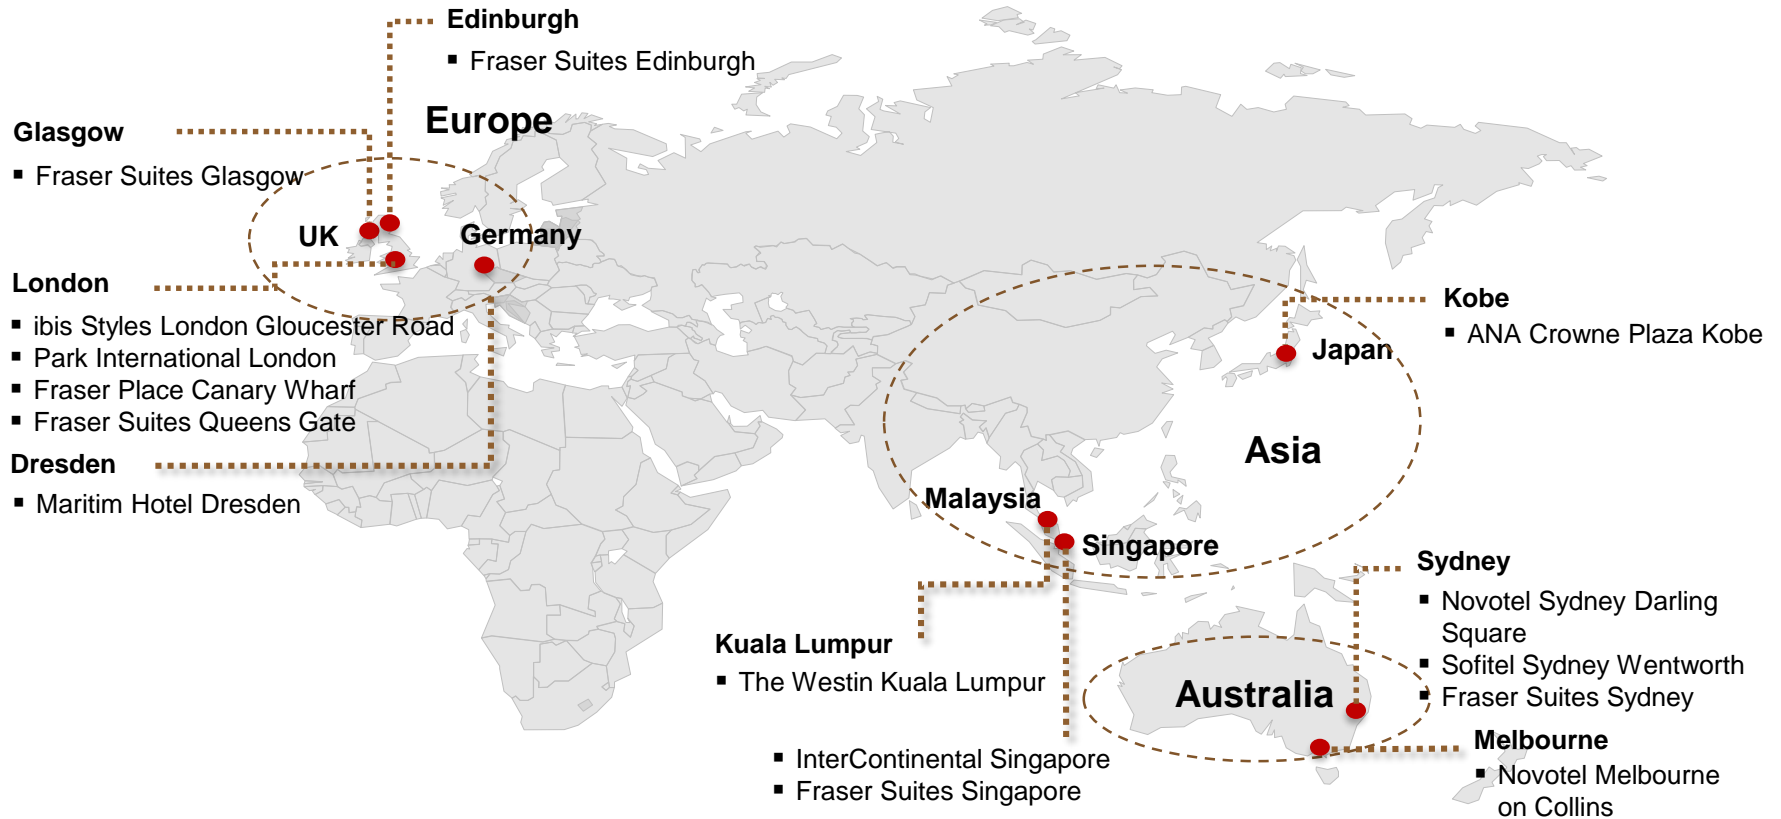 Edinburgh
▪ Fraser Suites Edinburgh
Europe
Glasgow
▪ Fraser Suites Glasgow
UK
Germany
London
▪ ibis Styles London Gloucester Road
▪ Park International London
▪ Fraser Place Canary Wharf
▪ Fraser Suites Queens Gate
Dresden
▪ Maritim Hotel Dresden
Kobe
▪ ANA Crowne Plaza Kobe
Japan
Asia
Malaysia
Singapore
Kuala Lumpur
▪ The Westin Kuala Lumpur
▪ InterContinental Singapore
▪ Fraser Suites Singapore
Sydney
▪ Novotel Sydney Darling
Square
▪ Sofitel Sydney Wentworth
▪ Fraser Suites Sydney
Australia
Melbourne
▪ Novotel Melbourne
on Collins